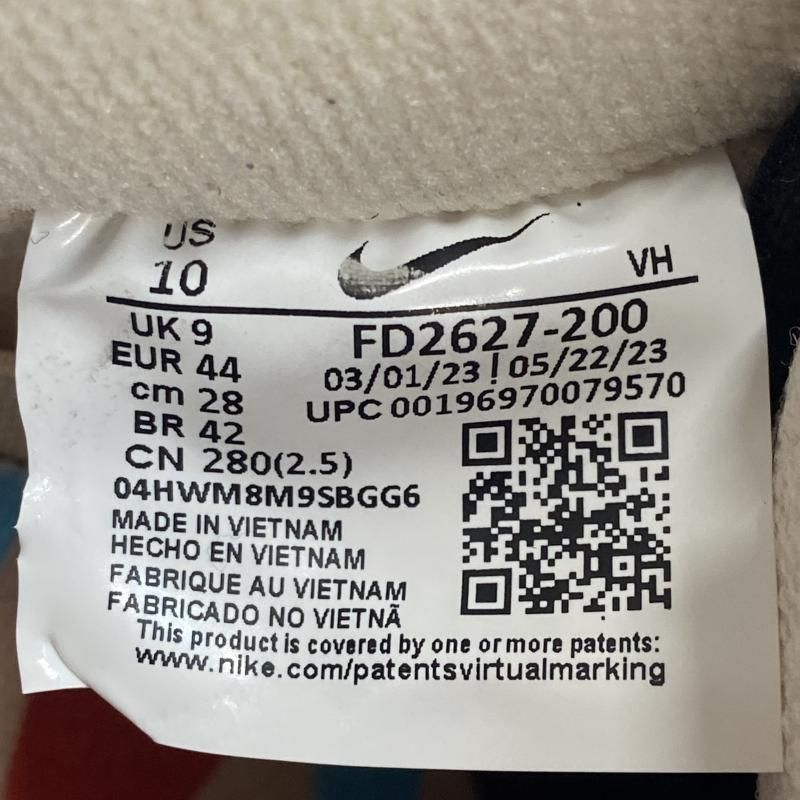 US
10
VH
UK 9
FD2627-200
EUR 44
03/01/23 ! 05/22/23
cm 28
UPC 00196970079570
BR 42
CN 280(2.5)
04HWM8M9SBGG6
MADE IN VIETNAM
HECHO EN VIETNAM
FABRIQUE AU VIETNAM
FABRICADO NO VIETNÃ
This product is covered by one or more patents:
www.nike.com/patentsvirtualmarking